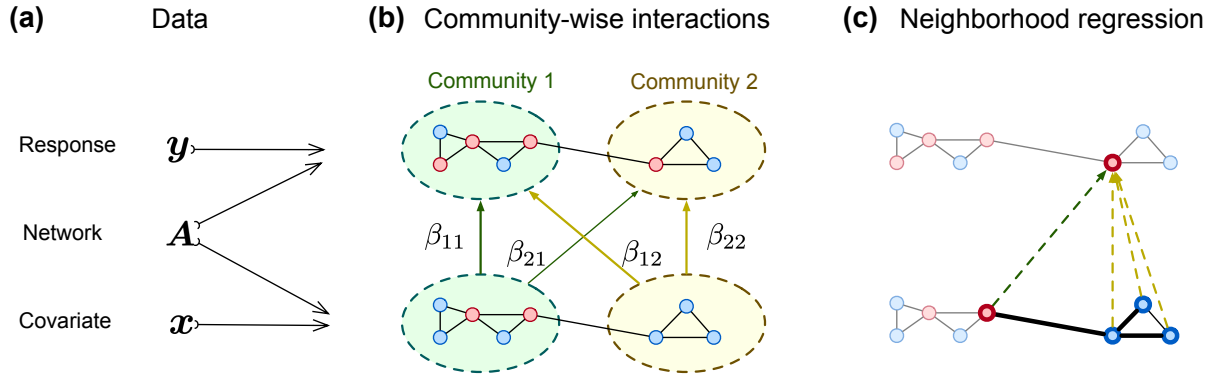 (a) Data
(b) Community-wise interactions
(c) Neighborhood regression
Community 1
Community 2
Response y
Network A
Covariate x
β11
β21
β12
β22